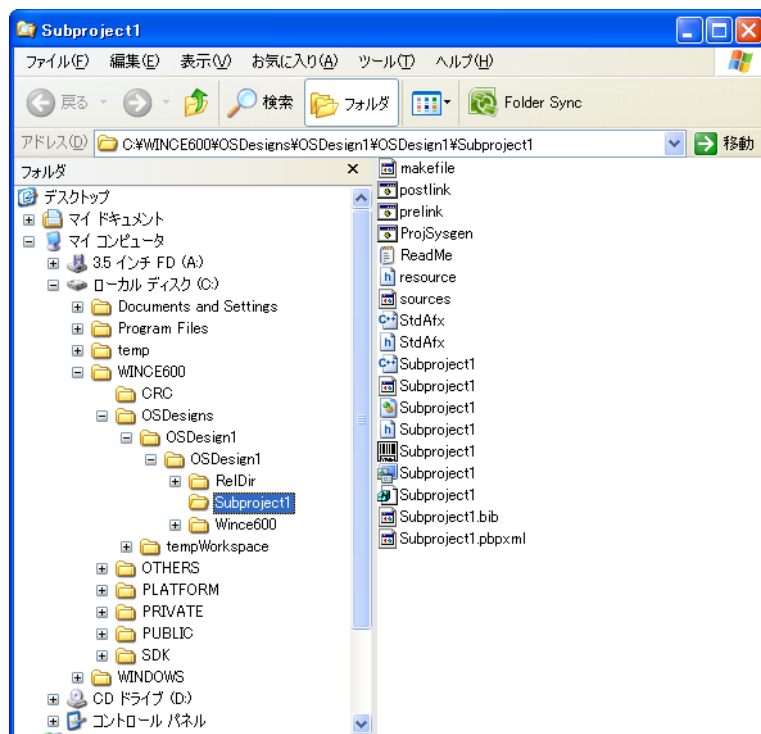 Subproject1
ファイル(F) 編集(E) 表示(V) お気に入り(A) ツール(T) ヘルプ(H)
戻る 検索 フォルダ Folder Sync
アドレス(D) C:¥WINCE600¥OSDesigns¥OSDesign1¥OSDesign1¥Subproject1 移動
フォルダ
デスクトップ
マイ ドキュメント
マイ コンピュータ
3.5 インチ FD (A:)
ローカル ディスク (C:)
Documents and Settings
Program Files
temp
WINCE600
CRC
OSDesigns
OSDesign1
OSDesign1
RelDir
Subproject1
Wince600
tempWorkspace
OTHERS
PLATFORM
PRIVATE
PUBLIC
SDK
WINDOWS
CD ドライブ (D:)
コントロール パネル
makefile
postlink
prelink
ProjSysgen
ReadMe
resource
sources
StdAfx
StdAfx
Subproject1
Subproject1
Subproject1
Subproject1
Subproject1
Subproject1
Subproject1
Subproject1.bib
Subproject1.pbpxml